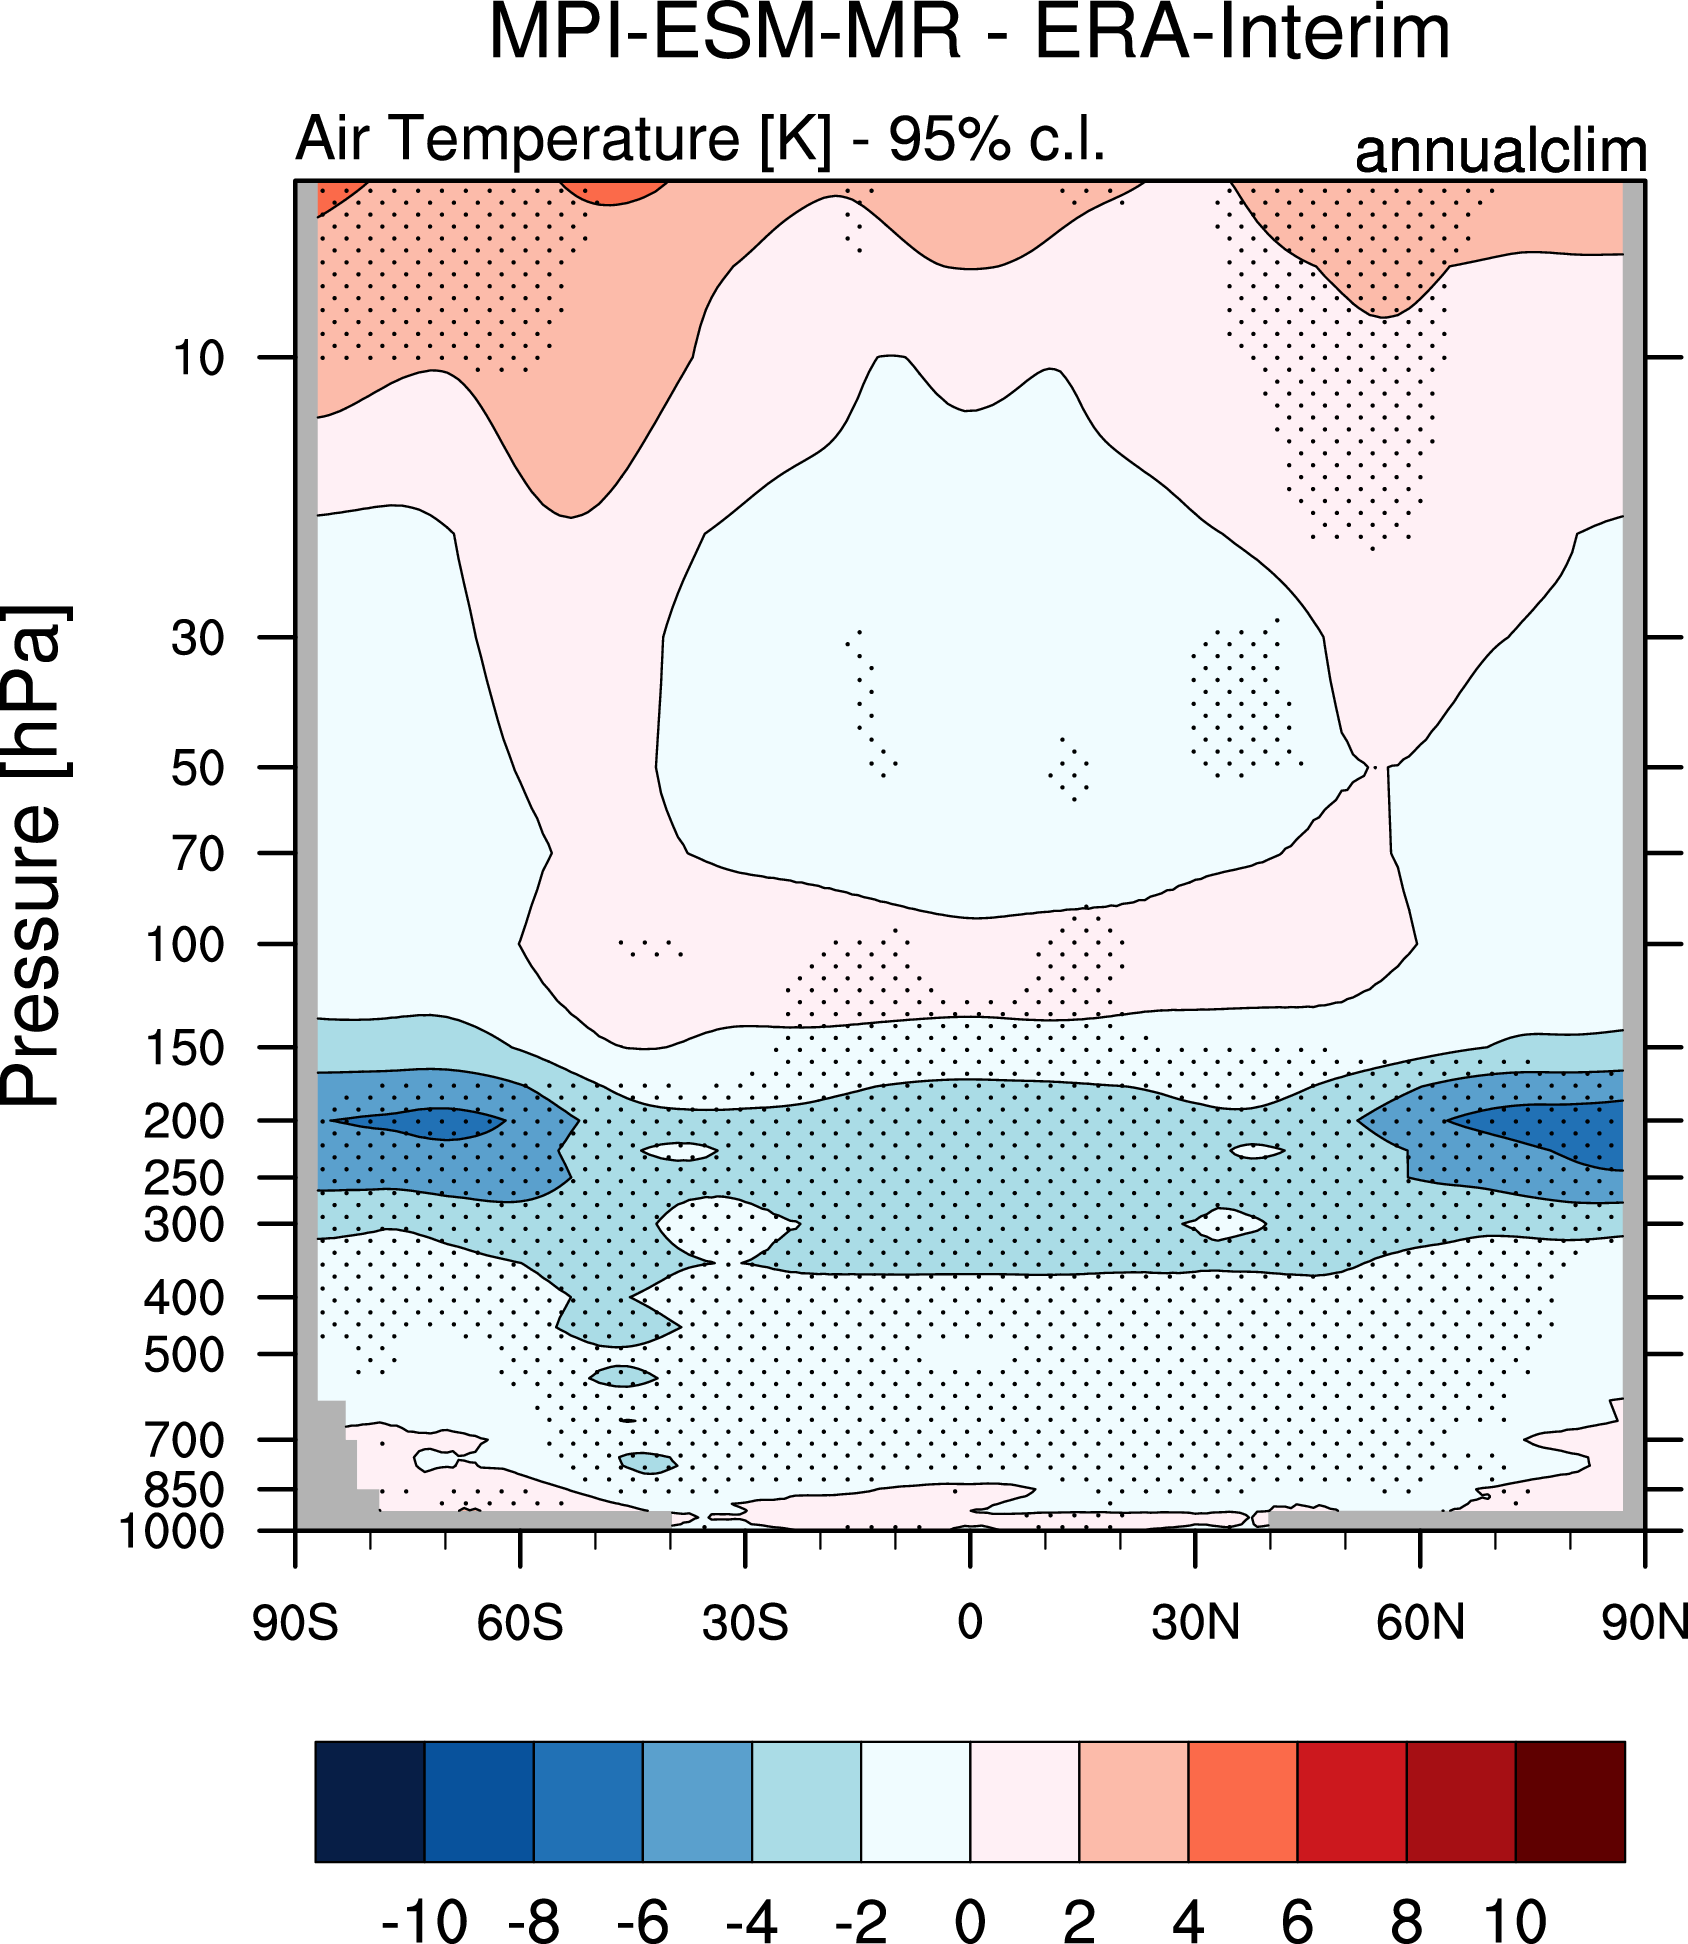 MPI-ESM-MR - ERA-Interim
Air Temperature [K] - 95% c.l.
annualclim
Pressure [hPa]
10
30
50
70
100
150
200
250
300
400
500
700
850
1000
90S 60S 30S 0 30N 60N 90N
-10 -8 -6 -4 -2 0 2 4 6 8 10